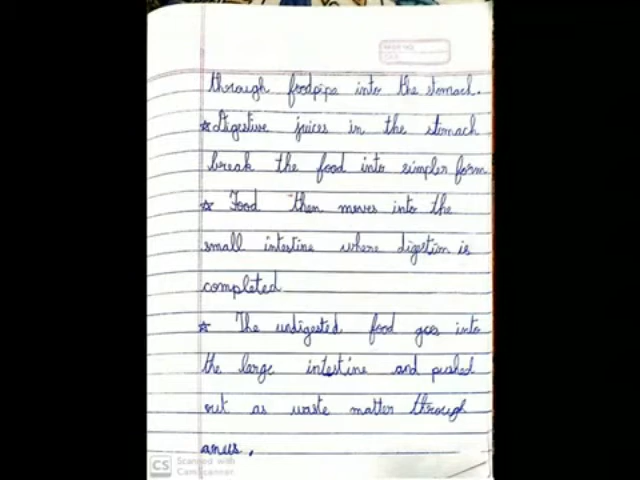 through foodpipe into the stomach.
☆ Digestive juices in the stomach
break the food into simpler form
☆ Food then moves into the
small intestine where digestion is
completed
☆ The undigested food goes into
the large intestine and pushed
out as waste matter through
anus.
CS Scanned with
CamScanner